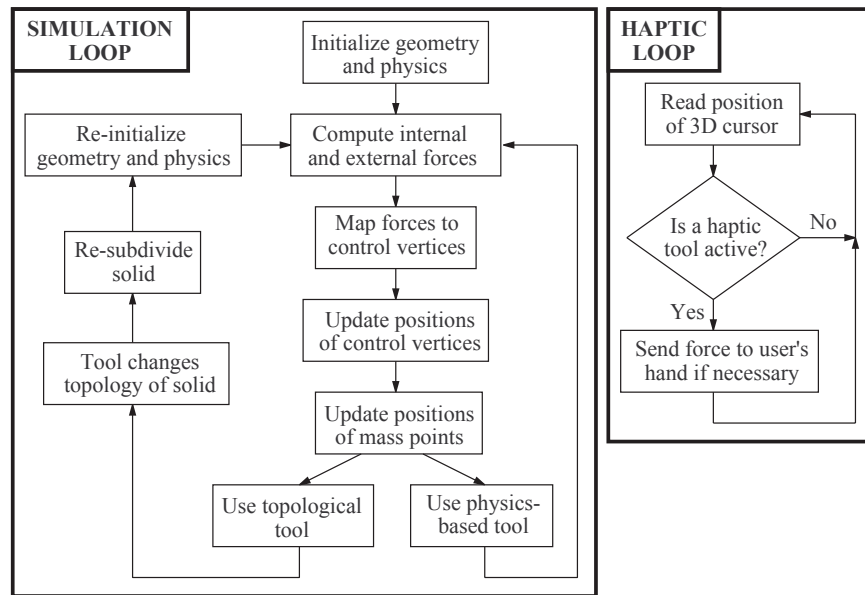 SIMULATION
LOOP
Initialize geometry
and physics
Re-initialize
geometry and physics
Compute internal
and external forces
Map forces to
control vertices
Re-subdivide
solid
Update positions
of control vertices
Tool changes
topology of solid
Update positions
of mass points
Use topological
tool
Use physics-
based tool
HAPTIC
LOOP
Read position
of 3D cursor
Is a haptic
tool active?
No
Yes
Send force to user's
hand if necessary